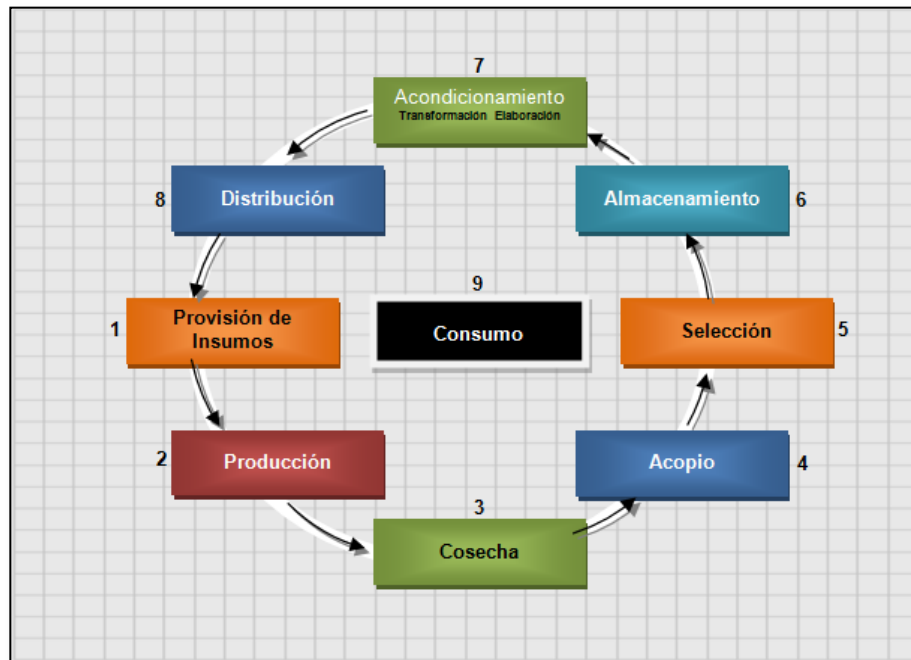 7
Acondicionamiento
Transformación Elaboración
8
Distribución
Almacenamiento
6
9
1
Provisión de
Insumos
Consumo
Selección
5
2
Producción
Acopio
4
3
Cosecha